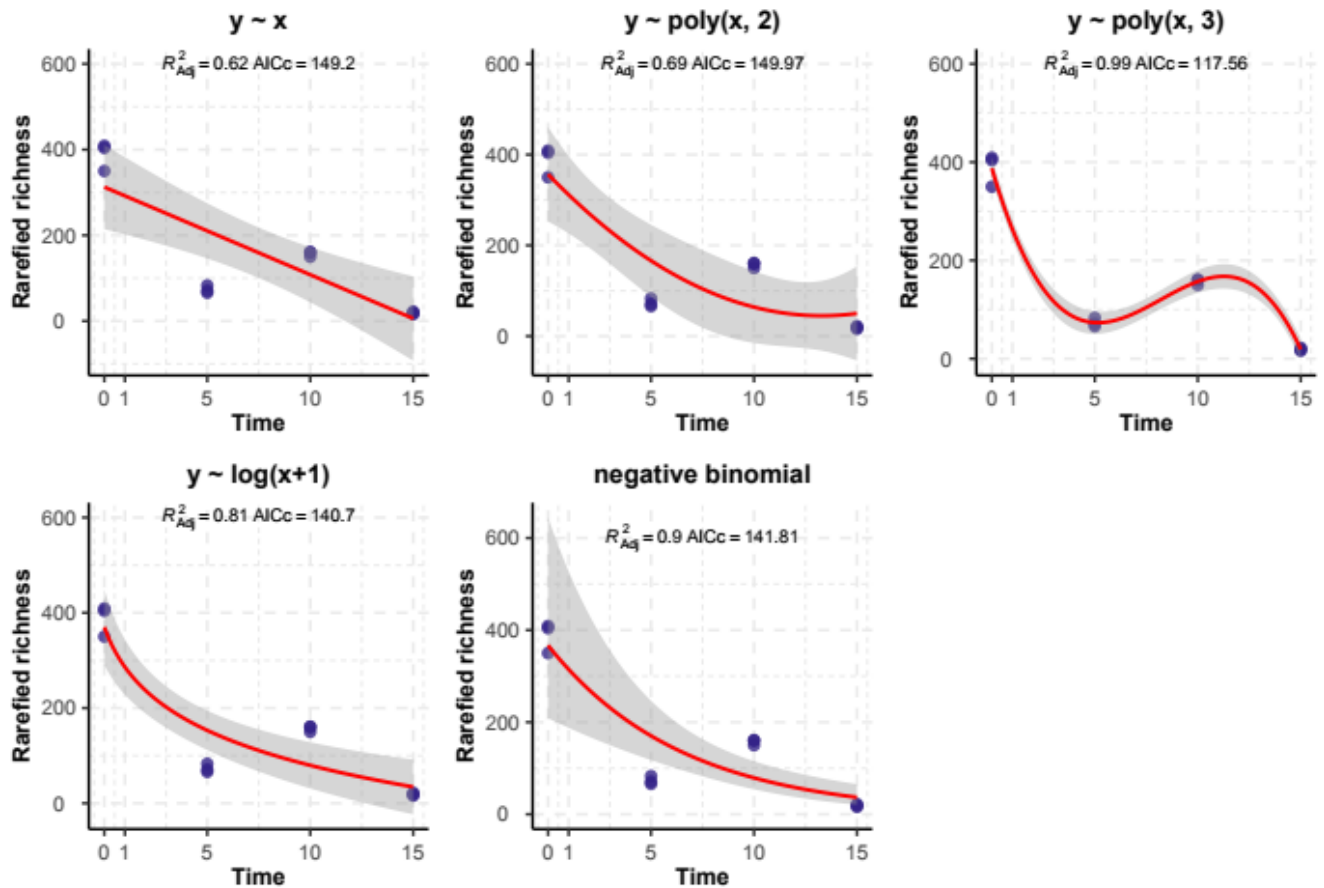 y ~ x
R²Adj = 0.62 AICc = 149.2
Rarefied richness
600
400
200
0
0 1 5 10 15
Time
y ~ poly(x, 2)
R²Adj = 0.69 AICc = 149.97
Rarefied richness
600
400
200
0
0 1 5 10 15
Time
y ~ poly(x, 3)
R²Adj = 0.99 AICc = 117.56
Rarefied richness
600
400
200
0
0 1 5 10 15
Time
y ~ log(x+1)
R²Adj = 0.81 AICc = 140.7
Rarefied richness
600
400
200
0
0 1 5 10 15
Time
negative binomial
R²Adj = 0.9 AICc = 141.81
Rarefied richness
600
400
200
0
0 1 5 10 15
Time